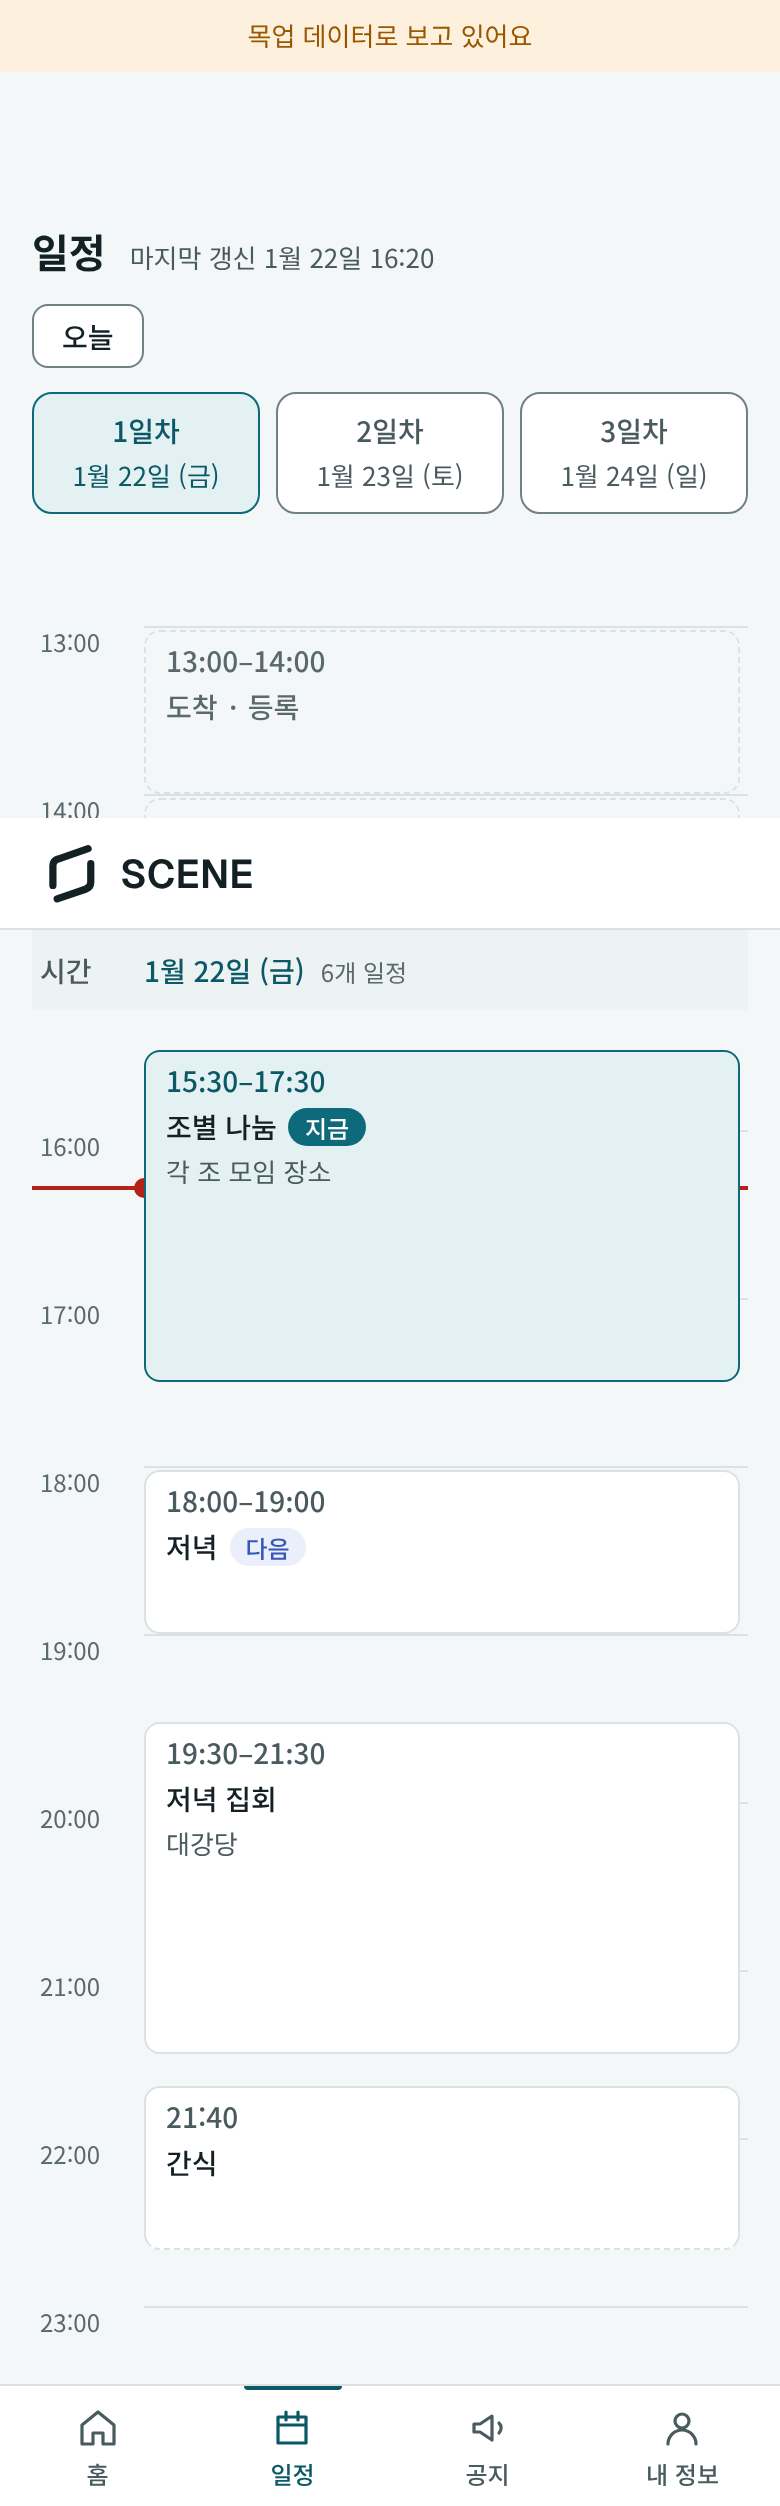 목업 데이터로 보고 있어요
일정 마지막 갱신 1월 22일 16:20
오늘
1일차
1월 22일 (금)
2일차
1월 23일 (토)
3일차
1월 24일 (일)
13:00
13:00–14:00
도착 · 등록
14:00
SCENE
시간 1월 22일 (금) 6개 일정
15:30–17:30
조별 나눔 지금
각 조 모임 장소
16:00
17:00
18:00
18:00–19:00
저녁 다음
19:00
19:30–21:30
저녁 집회
대강당
20:00
21:00
21:40
간식
22:00
23:00
홈
일정
공지
내 정보